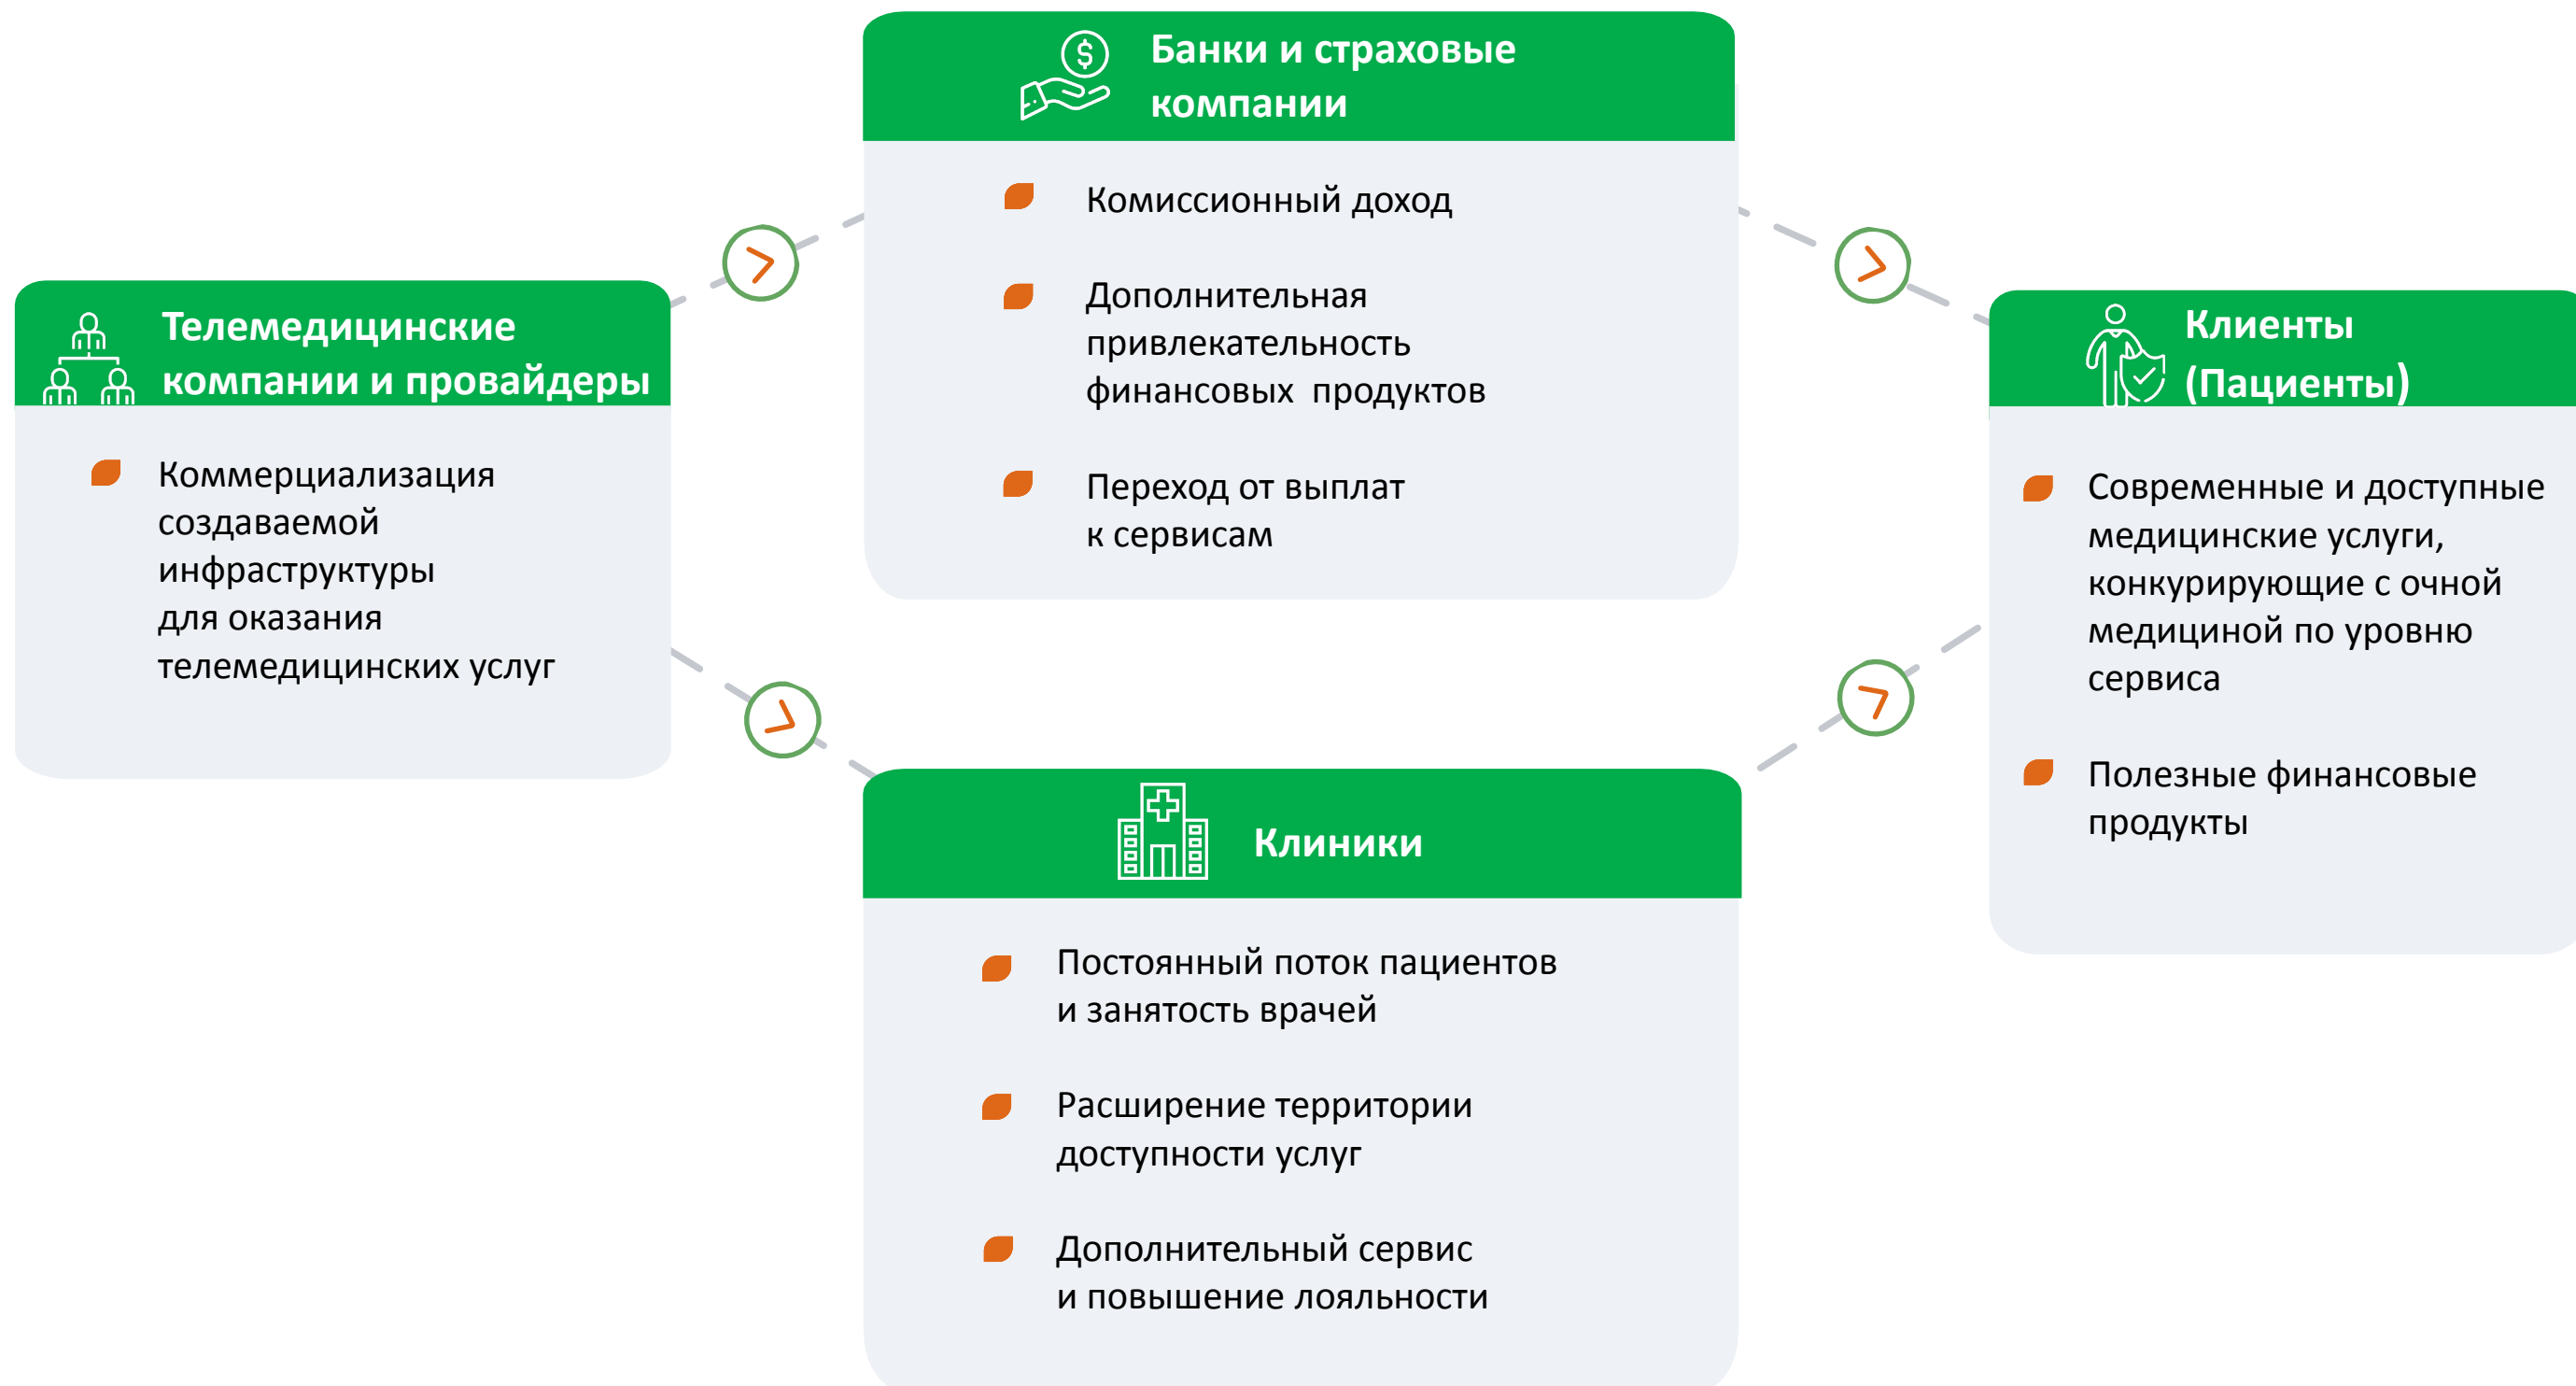 Банки и страховые
компании
Комиссионный доход
Дополнительная
привлекательность
финансовых продуктов
Переход от выплат
к сервисам
Телемедицинские
компании и провайдеры
Коммерциализация
создаваемой
инфраструктуры
для оказания
телемедицинских услуг
Клиенты
(Пациенты)
Современные и доступные
медицинские услуги,
конкурирующие с очной
медициной по уровню
сервиса
Полезные финансовые
продукты
Клиники
Постоянный поток пациентов
и занятость врачей
Расширение территории
доступности услуг
Дополнительный сервис
и повышение лояльности